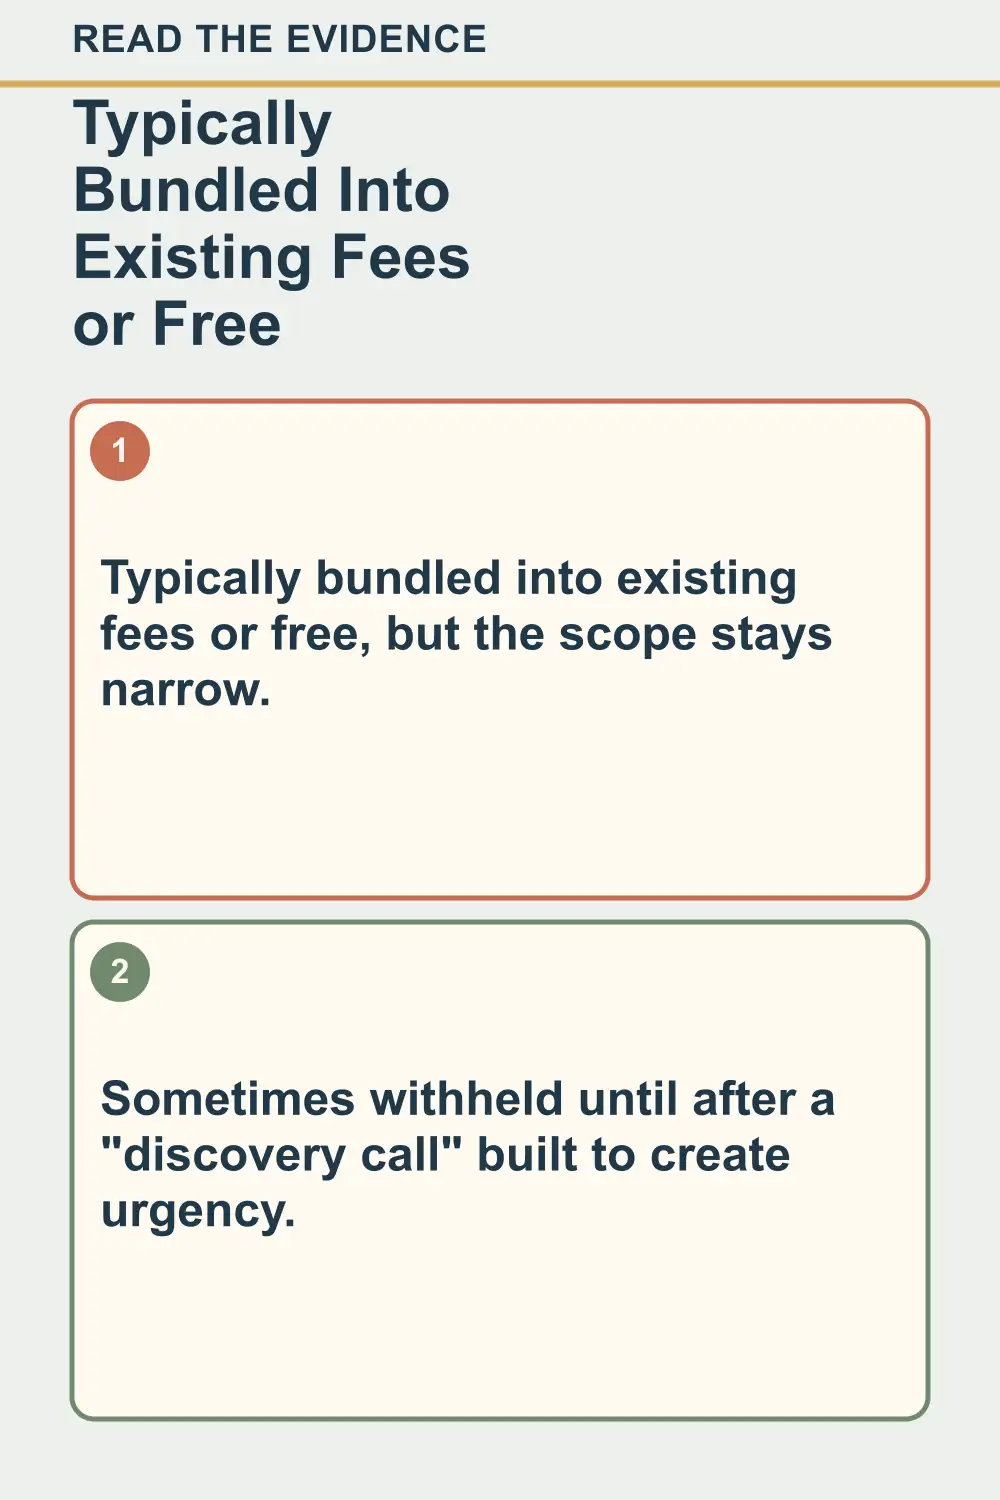 READ THE EVIDENCE
Typically
Bundled Into
Existing Fees
or Free
1
Typically bundled into existing
fees or free, but the scope stays
narrow.
2
Sometimes withheld until after a
"discovery call" built to create
urgency.